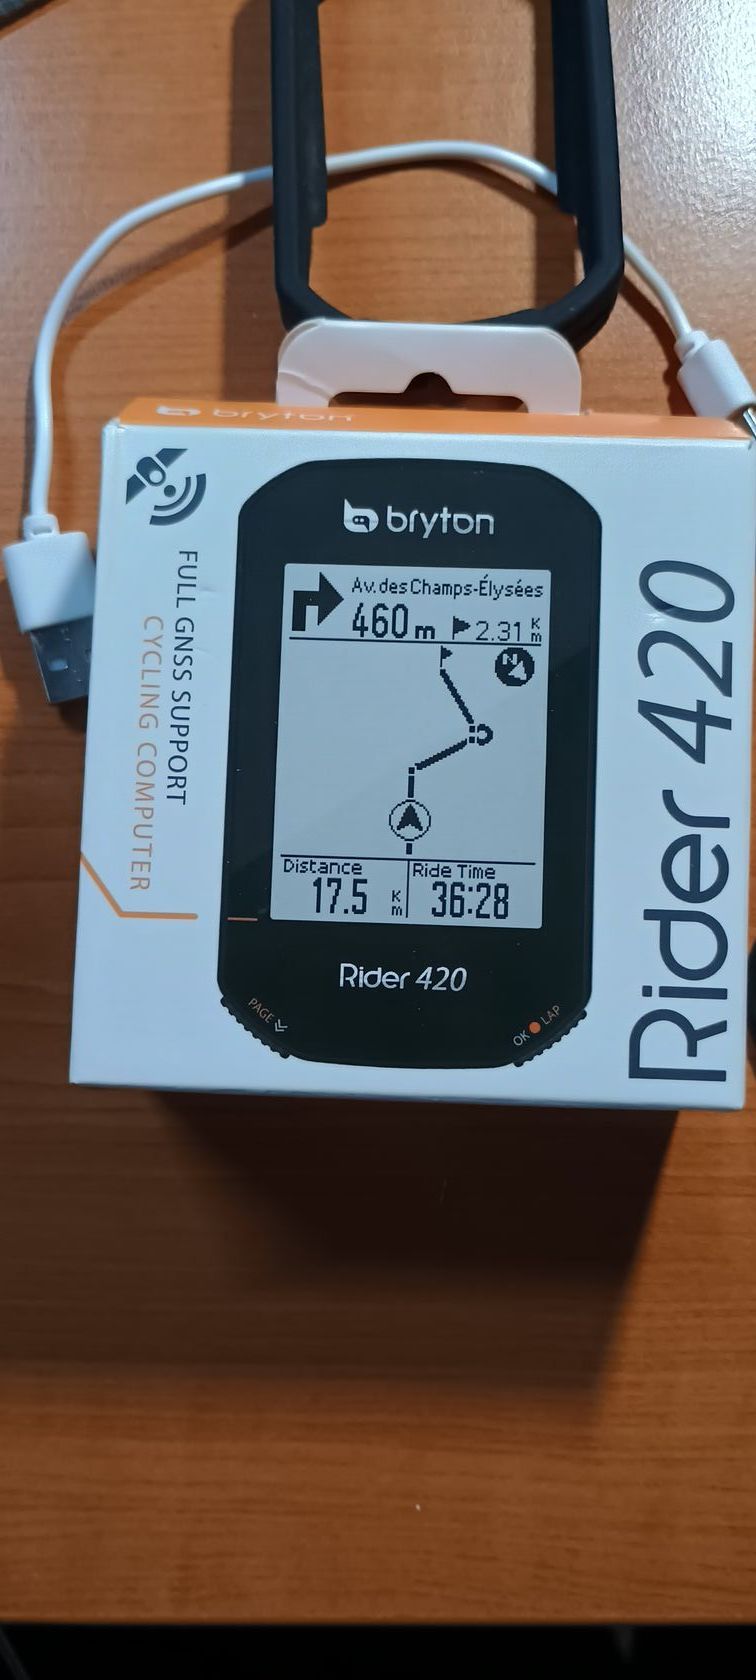 bryton
bryton
Av.des Champs-Élysées
460 m
2.31 Km
N
Distance
17.5 Km
Ride Time
36:28
Rider 420
PAGE
OK LAP
FULL GNSS SUPPORT
CYCLING COMPUTER
Rider 420